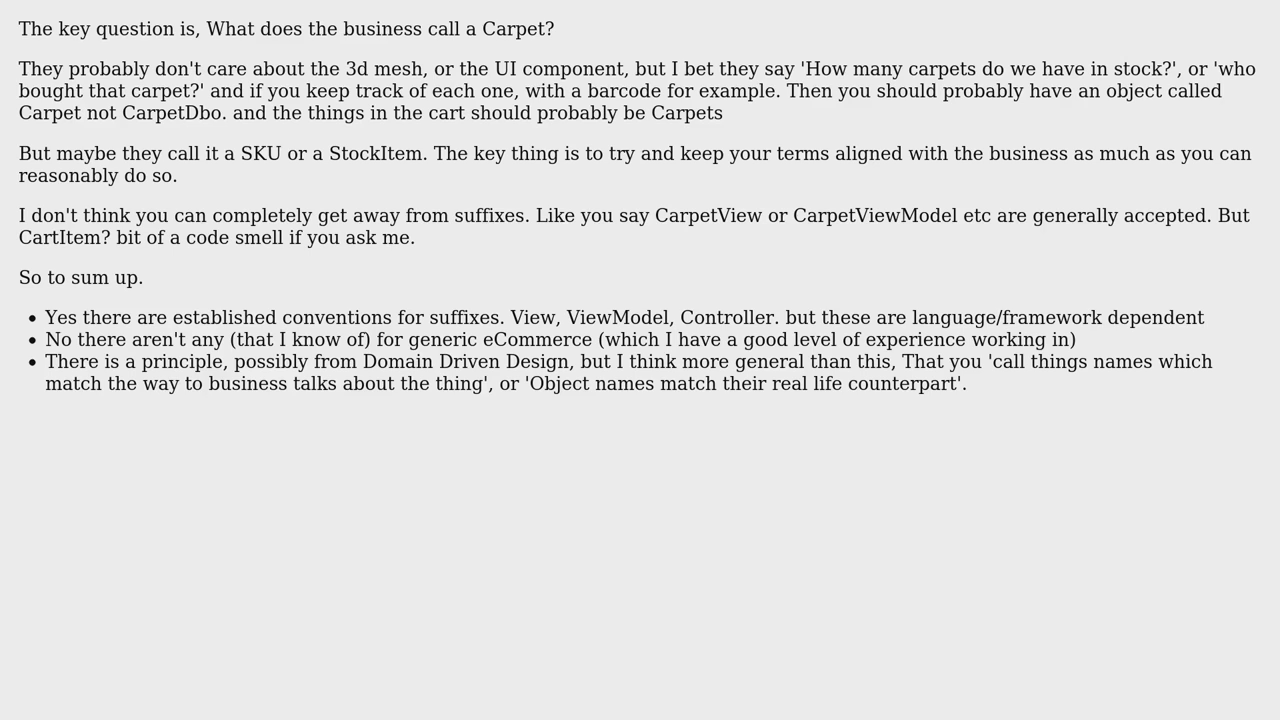 The key question is, What does the business call a Carpet?
They probably don't care about the 3d mesh, or the UI component, but I bet they say 'How many carpets do we have in stock?', or 'who
bought that carpet?' and if you keep track of each one, with a barcode for example. Then you should probably have an object called
Carpet not CarpetDbo. and the things in the cart should probably be Carpets
But maybe they call it a SKU or a StockItem. The key thing is to try and keep your terms aligned with the business as much as you can
reasonably do so.
I don't think you can completely get away from suffixes. Like you say CarpetView or CarpetViewModel etc are generally accepted. But
CartItem? bit of a code smell if you ask me.
So to sum up.
• Yes there are established conventions for suffixes. View, ViewModel, Controller. but these are language/framework dependent
• No there aren't any (that I know of) for generic eCommerce (which I have a good level of experience working in)
• There is a principle, possibly from Domain Driven Design, but I think more general than this, That you 'call things names which
match the way to business talks about the thing', or 'Object names match their real life counterpart'.